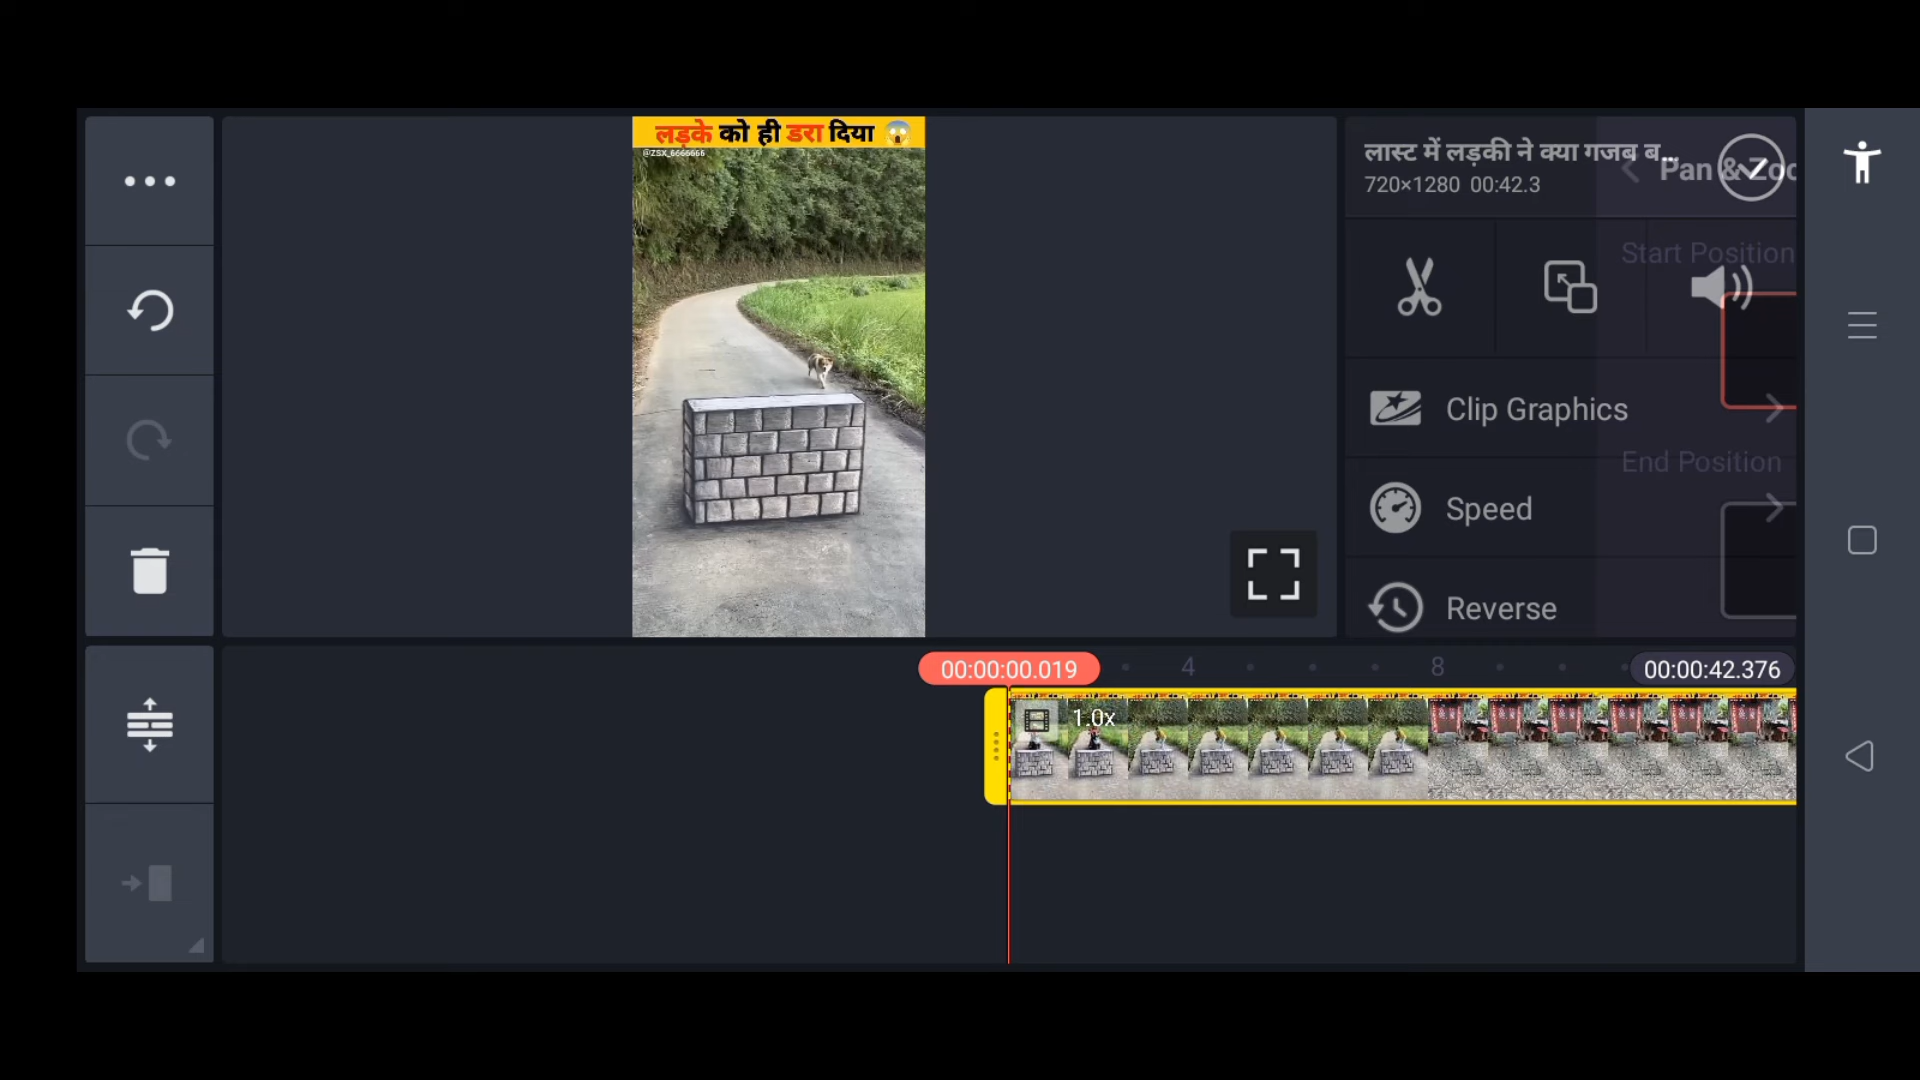 लड़के को ही डरा दिया 😱
@ZSX_6666666
लास्ट में लड़की ने क्या गजब ब...
720×1280 00:42.3
Pan & Zoo
Start Position
Clip Graphics
End Position
Speed
Reverse
00:00:00.019
4
8
00:00:42.376
1.0x